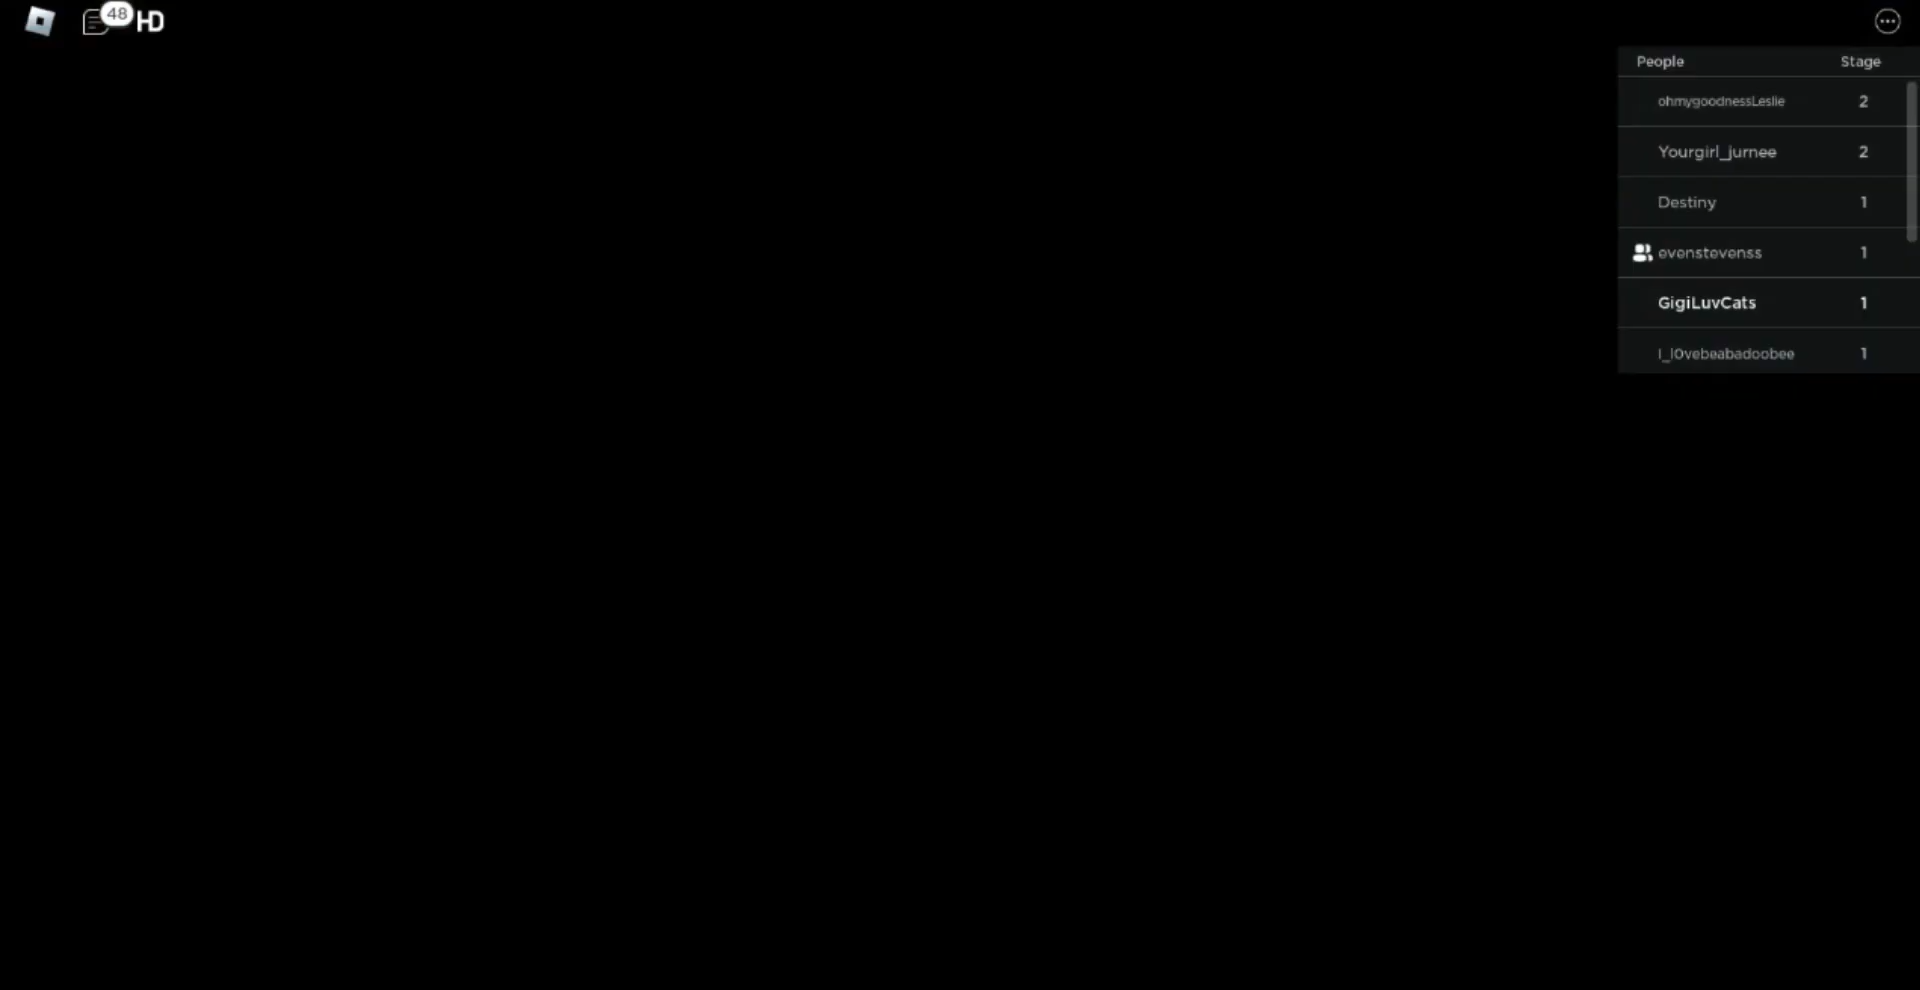 48 HD
People Stage
ohmygoodnessLeslie 2
Yourgirl_jurnee 2
Destiny 1
evenstevenss 1
GigiLuvCats 1
I_l0vebeabadoobee 1